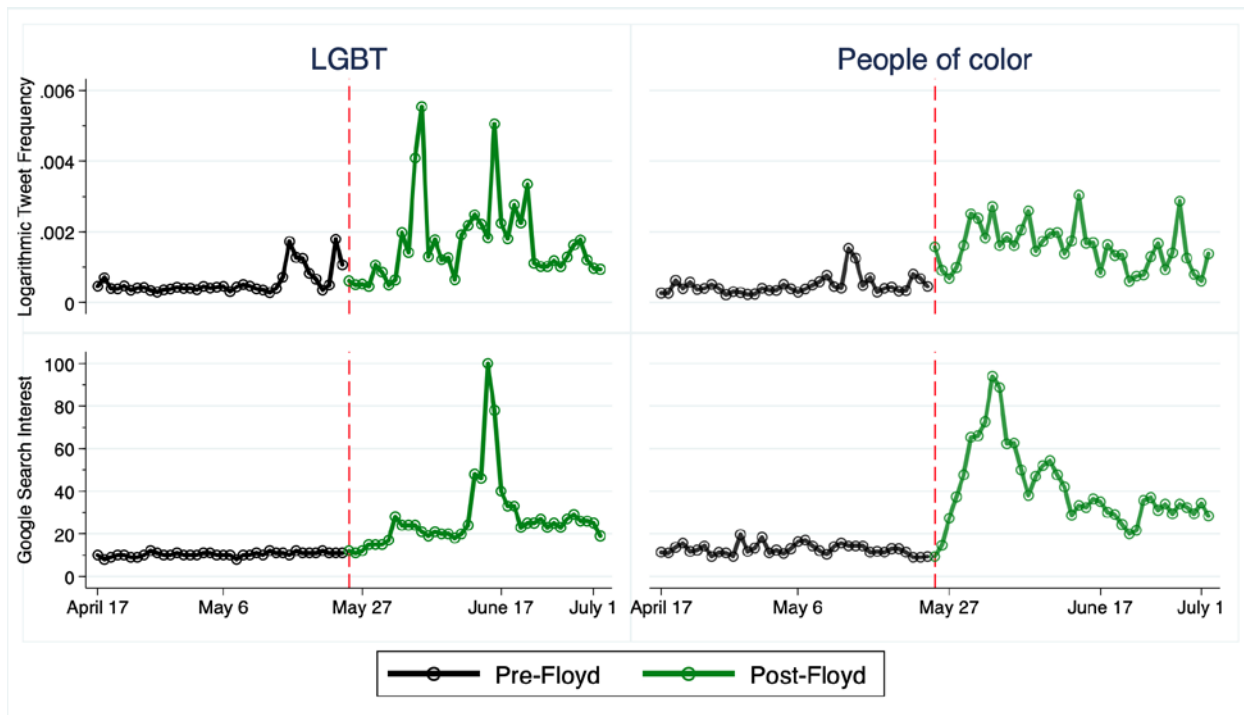 LGBT
People of color
Logarithmic Tweet Frequency
.006
.004
.002
0
Google Search Interest
100
80
60
40
20
0
April 17
May 6
May 27
June 17
July 1
April 17
May 6
May 27
June 17
July 1
Pre-Floyd
Post-Floyd